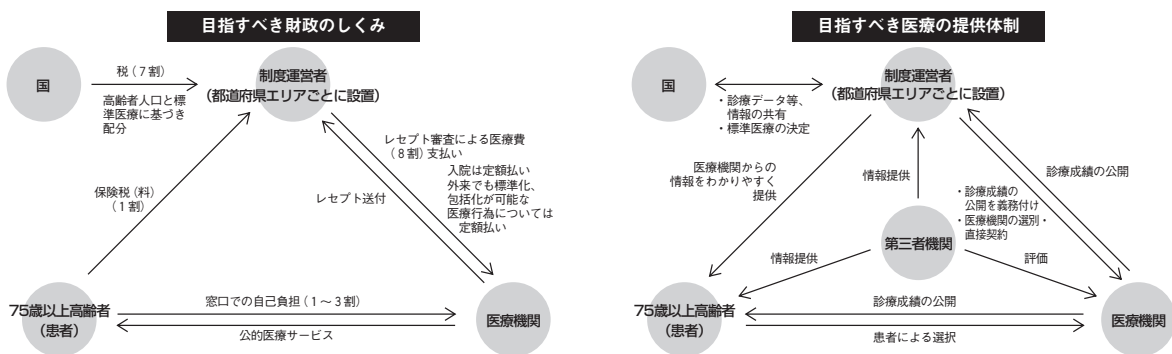 目指すべき財政のしくみ
国
税（７割）
高齢者人口と標
準医療に基づき
配分
制度運営者
（都道府県エリアごとに設置）
レセプト審査による医療費
（８割）支払い
入院は定額払い
外来でも標準化、
包括化が可能な
医療行為については
定額払い
レセプト送付
保険税（料）
（１割）
75歳以上高齢者
（患者）
窓口での自己負担（１～３割）
公的医療サービス
医療機関
目指すべき医療の提供体制
国
制度運営者
（都道府県エリアごとに設置）
・診療データ等、
情報の共有
・標準医療の決定
医療機関からの
情報をわかりやすく
提供
情報提供
診療成績の公開
・診療成績の
公開を義務付け
・医療機関の選別・
直接契約
第三者機関
情報提供
評価
75歳以上高齢者
（患者）
診療成績の公開
患者による選択
医療機関